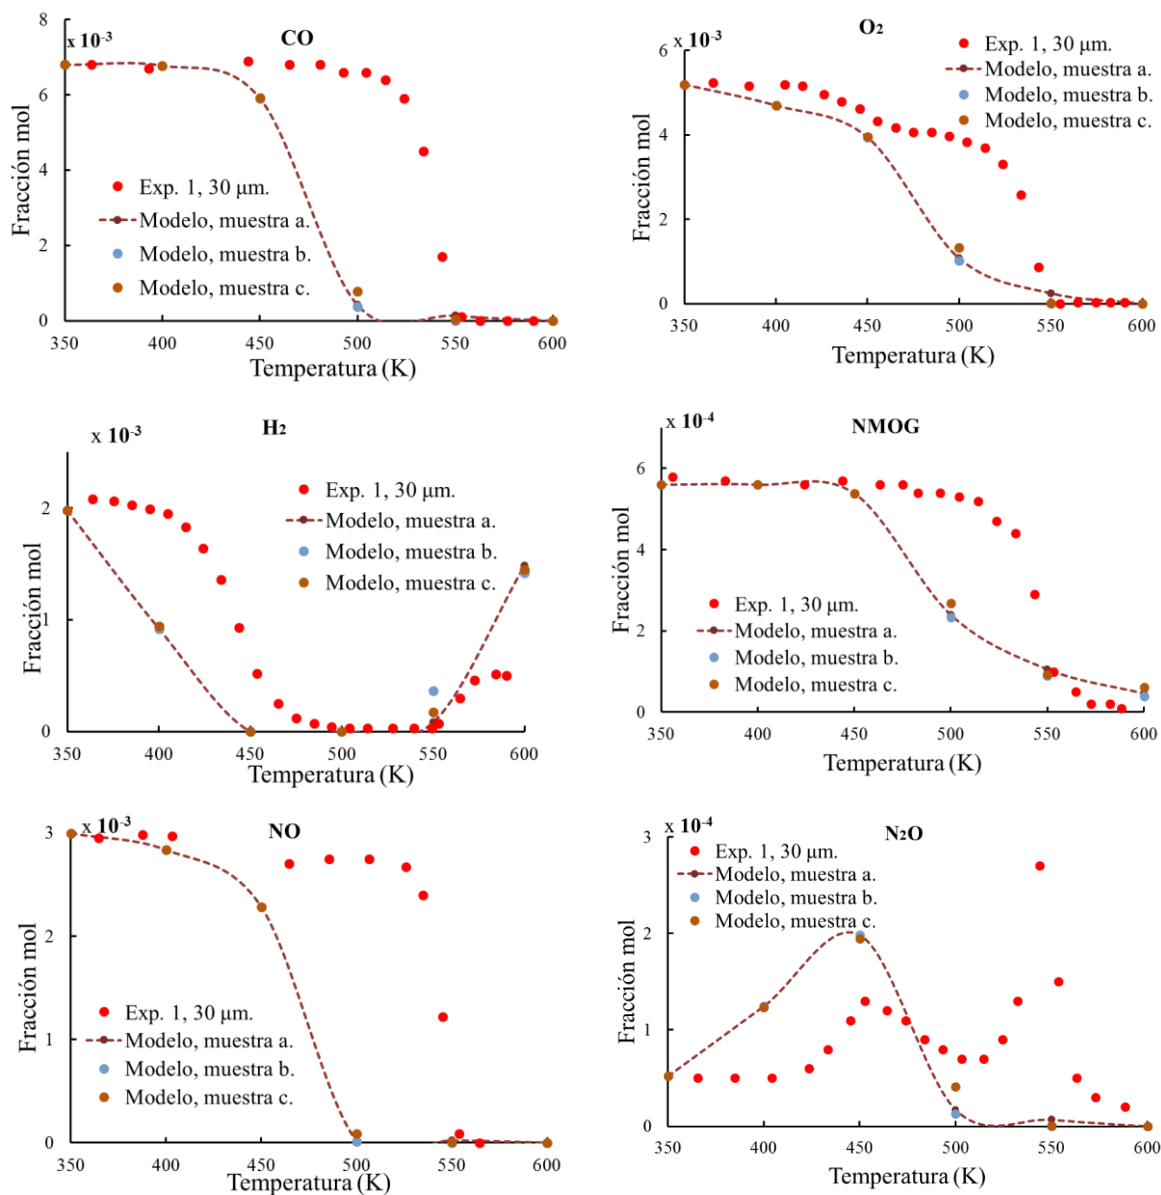 CO
x 10-3
8
6
4
2
0
Fracción mol
Exp. 1, 30 μm.
Modelo, muestra a.
Modelo, muestra b.
Modelo, muestra c.
350 400 450 500 550 600
Temperatura (K)
O2
x 10-3
6
4
2
0
Fracción mol
Exp. 1, 30 μm.
Modelo, muestra a.
Modelo, muestra b.
Modelo, muestra c.
350 400 450 500 550 600
Temperatura (K)
H2
x 10-3
2
1
0
Fracción mol
Exp. 1, 30 μm.
Modelo, muestra a.
Modelo, muestra b.
Modelo, muestra c.
350 400 450 500 550 600
Temperatura (K)
NMOG
x 10-4
6
4
2
0
Fracción mol
Exp. 1, 30 μm.
Modelo, muestra a.
Modelo, muestra b.
Modelo, muestra c.
350 400 450 500 550 600
Temperatura (K)
NO
x 10-3
3
2
1
0
Fracción mol
Exp. 1, 30 μm.
Modelo, muestra a.
Modelo, muestra b.
Modelo, muestra c.
350 400 450 500 550 600
Temperatura (K)
N2O
x 10-4
3
2
1
0
Fracción mol
Exp. 1, 30 μm.
Modelo, muestra a.
Modelo, muestra b.
Modelo, muestra c.
350 400 450 500 550 600
Temperatura (K)